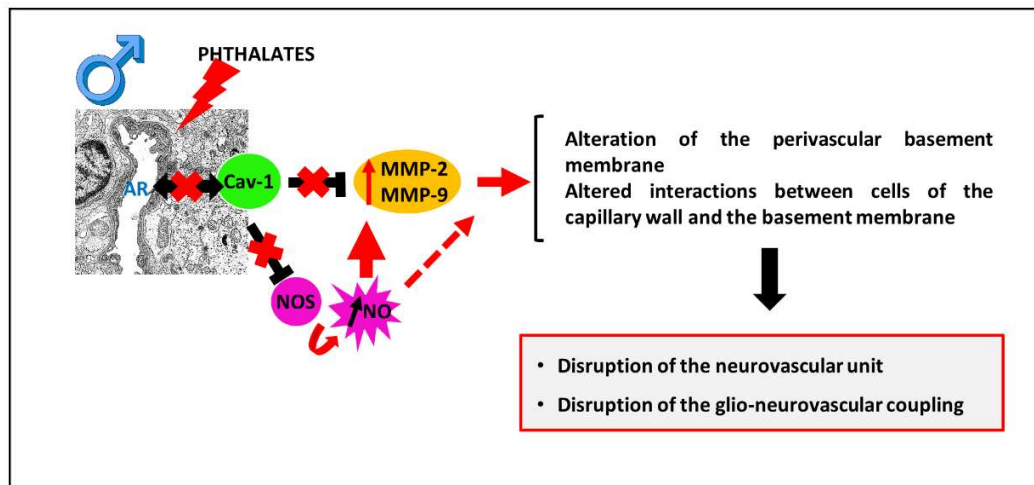 PHTHALATES
AR
Cav-1
MMP-2
MMP-9
NOS
NO
Alteration of the perivascular basement
membrane
Altered interactions between cells of the
capillary wall and the basement membrane
• Disruption of the neurovascular unit
• Disruption of the glio-neurovascular coupling